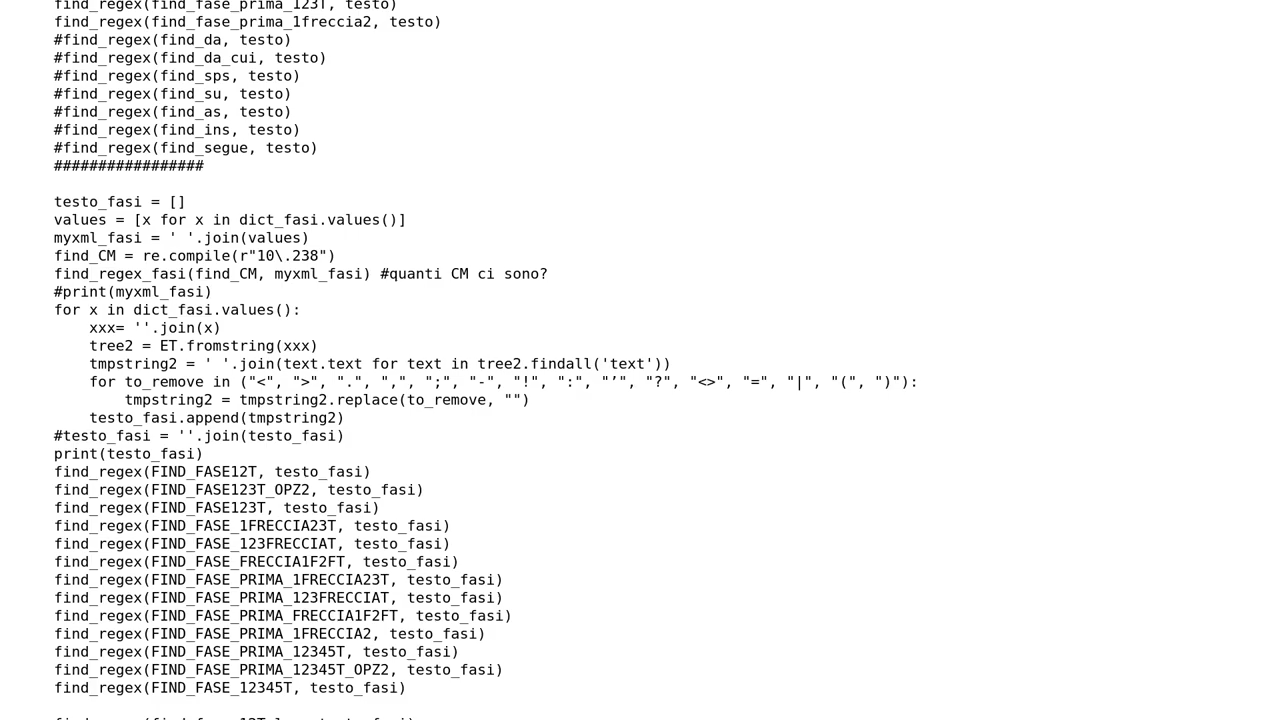 find_regex(find_fase_prima_123T, testo)
find_regex(find_fase_prima_1freccia2, testo)
#find_regex(find_da, testo)
#find_regex(find_da_cui, testo)
#find_regex(find_sps, testo)
#find_regex(find_su, testo)
#find_regex(find_as, testo)
#find_regex(find_ins, testo)
#find_regex(find_segue, testo)
#################
testo_fasi = []
values = [x for x in dict_fasi.values()]
myxml_fasi = ' '.join(values)
find_CM = re.compile(r"10\.238")
find_regex_fasi(find_CM, myxml_fasi) #quanti CM ci sono?
#print(myxml_fasi)
for x in dict_fasi.values():
    xxx= ''.join(x)
    tree2 = ET.fromstring(xxx)
    tmpstring2 = ' '.join(text.text for text in tree2.findall('text'))
    for to_remove in ("<", ">", ".", ",", ";", "-", "!", ":", "’", "?", "<>", "=", "|", "(", ")"):
        tmpstring2 = tmpstring2.replace(to_remove, "")
    testo_fasi.append(tmpstring2)
#testo_fasi = ''.join(testo_fasi)
print(testo_fasi)
find_regex(FIND_FASE12T, testo_fasi)
find_regex(FIND_FASE123T_OPZ2, testo_fasi)
find_regex(FIND_FASE123T, testo_fasi)
find_regex(FIND_FASE_1FRECCIA23T, testo_fasi)
find_regex(FIND_FASE_123FRECCIAT, testo_fasi)
find_regex(FIND_FASE_FRECCIA1F2FT, testo_fasi)
find_regex(FIND_FASE_PRIMA_1FRECCIA23T, testo_fasi)
find_regex(FIND_FASE_PRIMA_123FRECCIAT, testo_fasi)
find_regex(FIND_FASE_PRIMA_FRECCIA1F2FT, testo_fasi)
find_regex(FIND_FASE_PRIMA_1FRECCIA2, testo_fasi)
find_regex(FIND_FASE_PRIMA_12345T, testo_fasi)
find_regex(FIND_FASE_PRIMA_12345T_OPZ2, testo_fasi)
find_regex(FIND_FASE_12345T, testo_fasi)